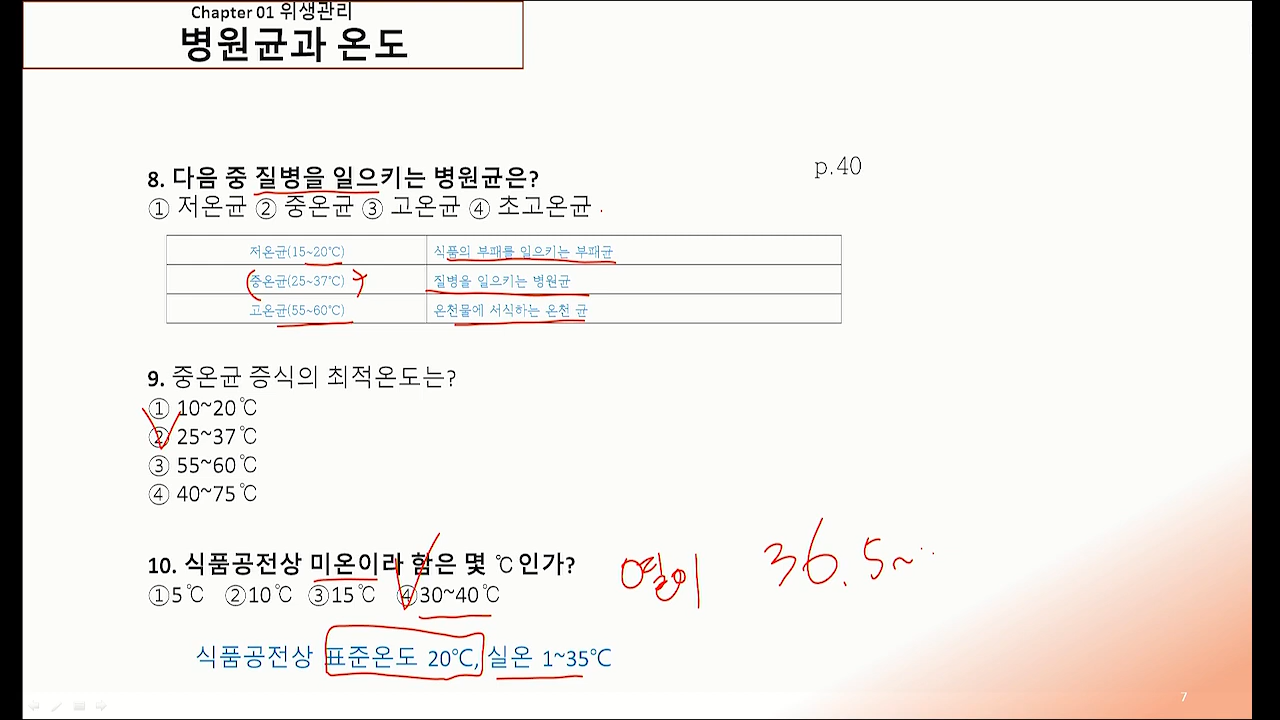 Chapter 01 위생관리
병원균과 온도
p.40
8. 다음 중 질병을 일으키는 병원균은?
① 저온균 ② 중온균 ③ 고온균 ④ 초고온균
저온균(15~20℃) 식품의 부패를 일으키는 부패균
중온균(25~37℃) 질병을 일으키는 병원균
고온균(55~60℃) 온천물에 서식하는 온천 균
9. 중온균 증식의 최적온도는?
① 10~20℃
② 25~37℃
③ 55~60℃
④ 40~75℃
10. 식품공전상 미온이라 함은 몇 ℃인가?
①5℃ ②10℃ ③15℃ ④30~40℃
열이 36.5~
식품공전상 표준온도 20℃, 실온 1~35℃
7